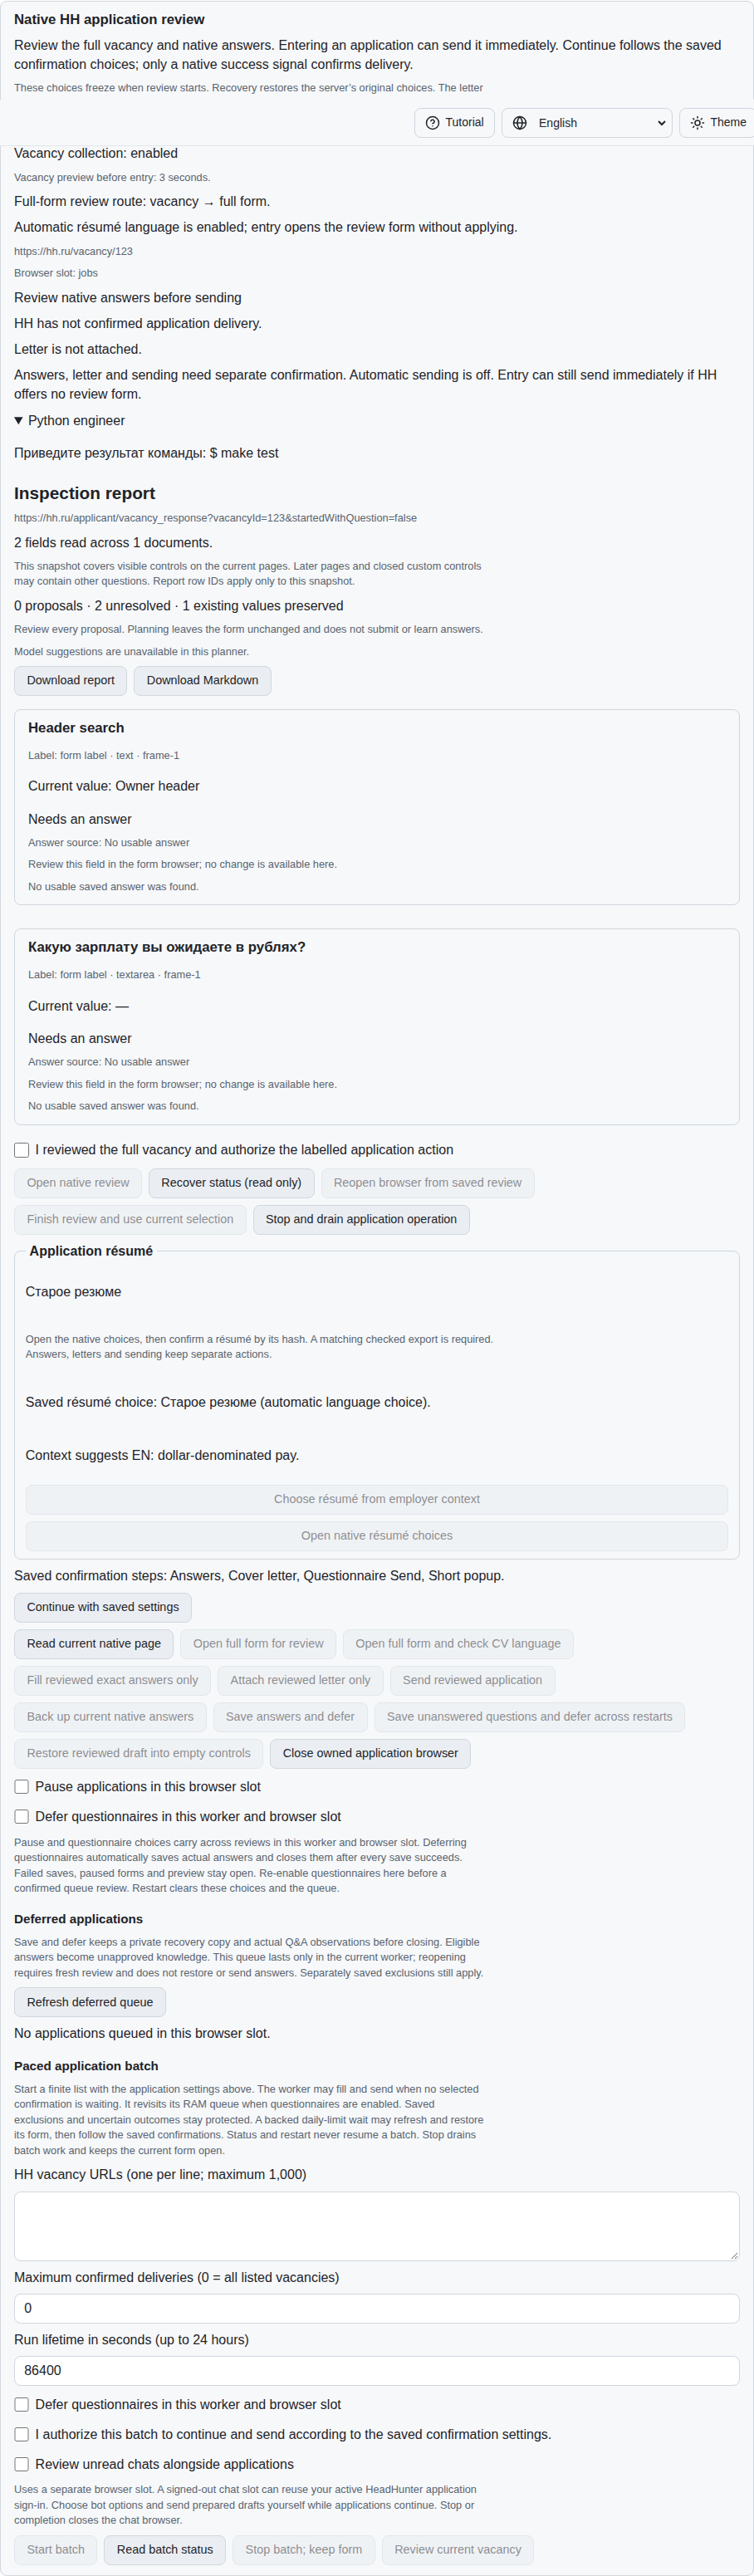 Native HH application review
Review the full vacancy and native answers. Entering an application can send it immediately. Continue follows the saved
confirmation choices; only a native success signal confirms delivery.
These choices freeze when review starts. Recovery restores the server's original choices. The letter
Tutorial
English
Theme
Vacancy collection: enabled
Vacancy preview before entry: 3 seconds.
Full-form review route: vacancy → full form.
Automatic résumé language is enabled; entry opens the review form without applying.
https://hh.ru/vacancy/123
Browser slot: jobs
Review native answers before sending
HH has not confirmed application delivery.
Letter is not attached.
Answers, letter and sending need separate confirmation. Automatic sending is off. Entry can still send immediately if HH
offers no review form.
▼ Python engineer
Приведите результат команды: $ make test
Inspection report
https://hh.ru/applicant/vacancy_response?vacancyId=123&startedWithQuestion=false
2 fields read across 1 documents.
This snapshot covers visible controls on the current pages. Later pages and closed custom controls
may contain other questions. Report row IDs apply only to this snapshot.
0 proposals · 2 unresolved · 1 existing values preserved
Review every proposal. Planning leaves the form unchanged and does not submit or learn answers.
Model suggestions are unavailable in this planner.
Download report
Download Markdown
Header search
Label: form label · text · frame-1
Current value: Owner header
Needs an answer
Answer source: No usable answer
Review this field in the form browser; no change is available here.
No usable saved answer was found.
Какую зарплату вы ожидаете в рублях?
Label: form label · textarea · frame-1
Current value: —
Needs an answer
Answer source: No usable answer
Review this field in the form browser; no change is available here.
No usable saved answer was found.
I reviewed the full vacancy and authorize the labelled application action
Open native review
Recover status (read only)
Reopen browser from saved review
Finish review and use current selection
Stop and drain application operation
Application résumé
Старое резюме
Open the native choices, then confirm a résumé by its hash. A matching checked export is required.
Answers, letters and sending keep separate actions.
Saved résumé choice: Старое резюме (automatic language choice).
Context suggests EN: dollar-denominated pay.
Choose résumé from employer context
Open native résumé choices
Saved confirmation steps: Answers, Cover letter, Questionnaire Send, Short popup.
Continue with saved settings
Read current native page
Open full form for review
Open full form and check CV language
Fill reviewed exact answers only
Attach reviewed letter only
Send reviewed application
Back up current native answers
Save answers and defer
Save unanswered questions and defer across restarts
Restore reviewed draft into empty controls
Close owned application browser
Pause applications in this browser slot
Defer questionnaires in this worker and browser slot
Pause and questionnaire choices carry across reviews in this worker and browser slot. Deferring
questionnaires automatically saves actual answers and closes them after every save succeeds.
Failed saves, paused forms and preview stay open. Re-enable questionnaires here before a
confirmed queue review. Restart clears these choices and the queue.
Deferred applications
Save and defer keeps a private recovery copy and actual Q&A observations before closing. Eligible
answers become unapproved knowledge. This queue lasts only in the current worker; reopening
requires fresh review and does not restore or send answers. Separately saved exclusions still apply.
Refresh deferred queue
No applications queued in this browser slot.
Paced application batch
Start a finite list with the application settings above. The worker may fill and send when no selected
confirmation is waiting. It revisits its RAM queue when questionnaires are enabled. Saved
exclusions and uncertain outcomes stay protected. A backed daily-limit wait may refresh and restore
its form, then follow the saved confirmations. Status and restart never resume a batch. Stop drains
batch work and keeps the current form open.
HH vacancy URLs (one per line; maximum 1,000)
Maximum confirmed deliveries (0 = all listed vacancies)
0
Run lifetime in seconds (up to 24 hours)
86400
Defer questionnaires in this worker and browser slot
I authorize this batch to continue and send according to the saved confirmation settings.
Review unread chats alongside applications
Uses a separate browser slot. A signed-out chat slot can reuse your active HeadHunter application
sign-in. Choose bot options and send prepared drafts yourself while applications continue. Stop or
completion closes the chat browser.
Start batch
Read batch status
Stop batch; keep form
Review current vacancy